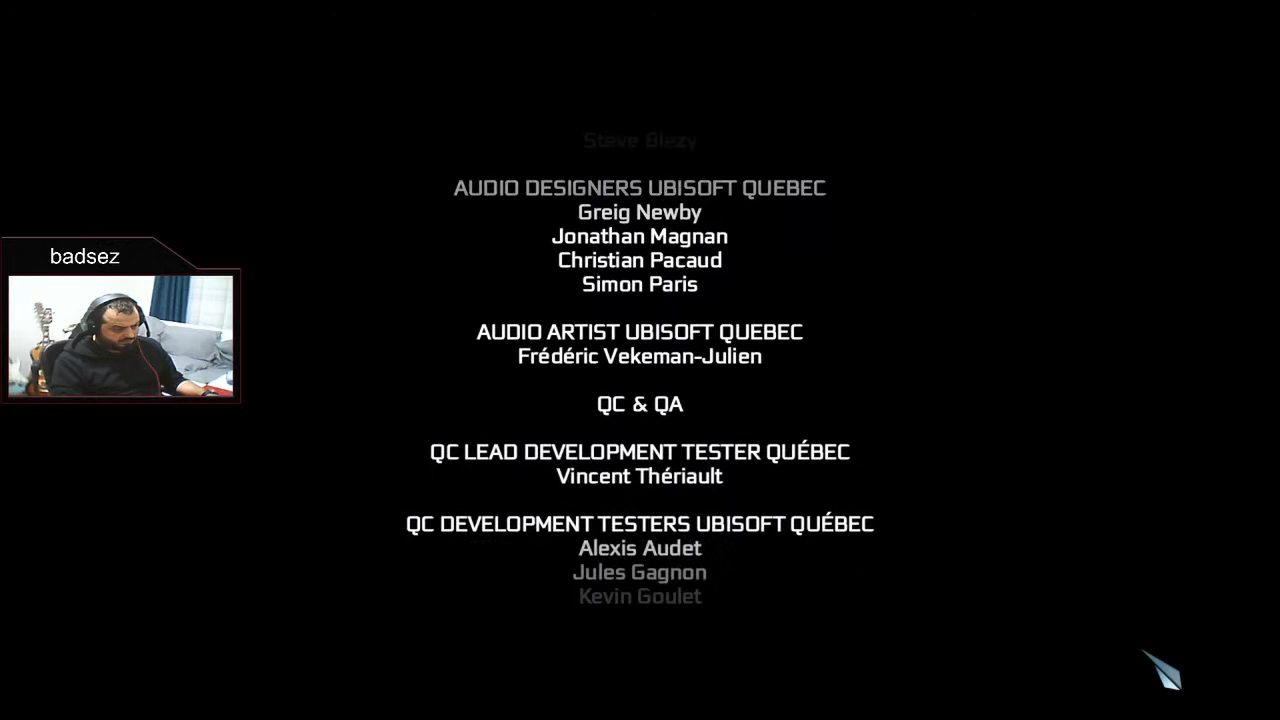 Steve Blezy
AUDIO DESIGNERS UBISOFT QUEBEC
Greig Newby
Jonathan Magnan
Christian Pacaud
Simon Paris
badsez
AUDIO ARTIST UBISOFT QUEBEC
Frédéric Vekeman-Julien
QC & QA
QC LEAD DEVELOPMENT TESTER QUÉBEC
Vincent Thériault
QC DEVELOPMENT TESTERS UBISOFT QUÉBEC
Alexis Audet
Jules Gagnon
Kevin Goulet